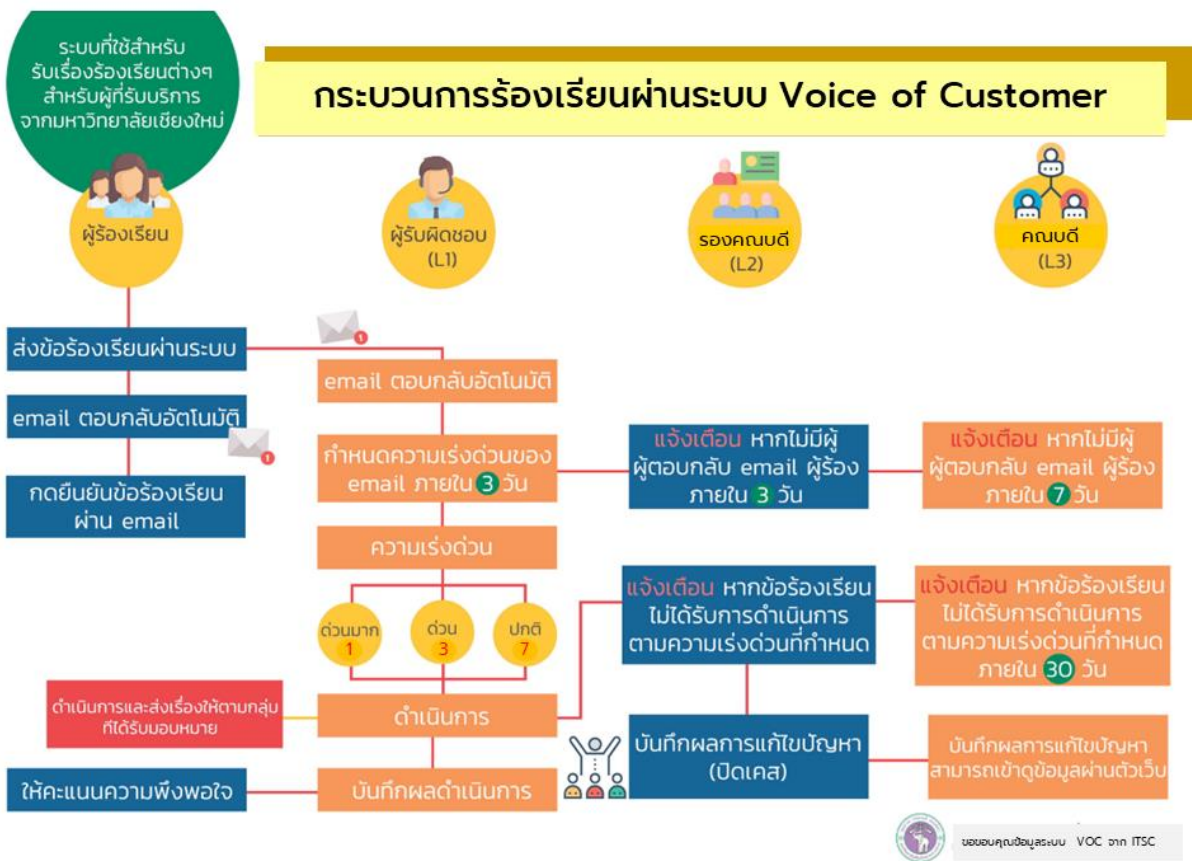 ระบบที่ใช้สำหรับ
รับเรื่องร้องเรียนต่างๆ
สำหรับผู้ที่รับบริการ
จากมหาวิทยาลัยเชียงใหม่
กระบวนการร้องเรียนผ่านระบบ Voice of Customer
ผู้ร้องเรียน
ผู้รับผิดชอบ
(L1)
รองคณบดี
(L2)
คณบดี
(L3)
ส่งข้อร้องเรียนผ่านระบบ
1
email ตอบกลับอัตโนมัติ
email ตอบกลับอัตโนมัติ
1
กดยืนยันข้อร้องเรียน
ผ่าน email
กำหนดความเร่งด่วนของ
email ภายใน 3 วัน
แจ้งเตือน หากไม่มีผู้
ผู้ตอบกลับ email ผู้ร้อง
ภายใน 3 วัน
แจ้งเตือน หากไม่มีผู้
ผู้ตอบกลับ email ผู้ร้อง
ภายใน 7 วัน
ความเร่งด่วน
ด่วนมาก
1
ด่วน
3
ปกติ
7
แจ้งเตือน หากข้อร้องเรียน
ไม่ได้รับการดำเนินการ
ตามความเร่งด่วนที่กำหนด
แจ้งเตือน หากข้อร้องเรียน
ไม่ได้รับการดำเนินการ
ตามความเร่งด่วนที่กำหนด
ภายใน 30 วัน
ดำเนินการและส่งเรื่องให้ตามกลุ่ม
ที่ได้รับมอบหมาย
ดำเนินการ
บันทึกผลการแก้ไขปัญหา
(ปิดเคส)
บันทึกผลการแก้ไขปัญหา
สามารถเข้าดูข้อมูลผ่านตัวเว็บ
ให้คะแนนความพึงพอใจ
บันทึกผลดำเนินการ
ขอขอบคุณข้อมูลระบบ VOC จาก ITSC